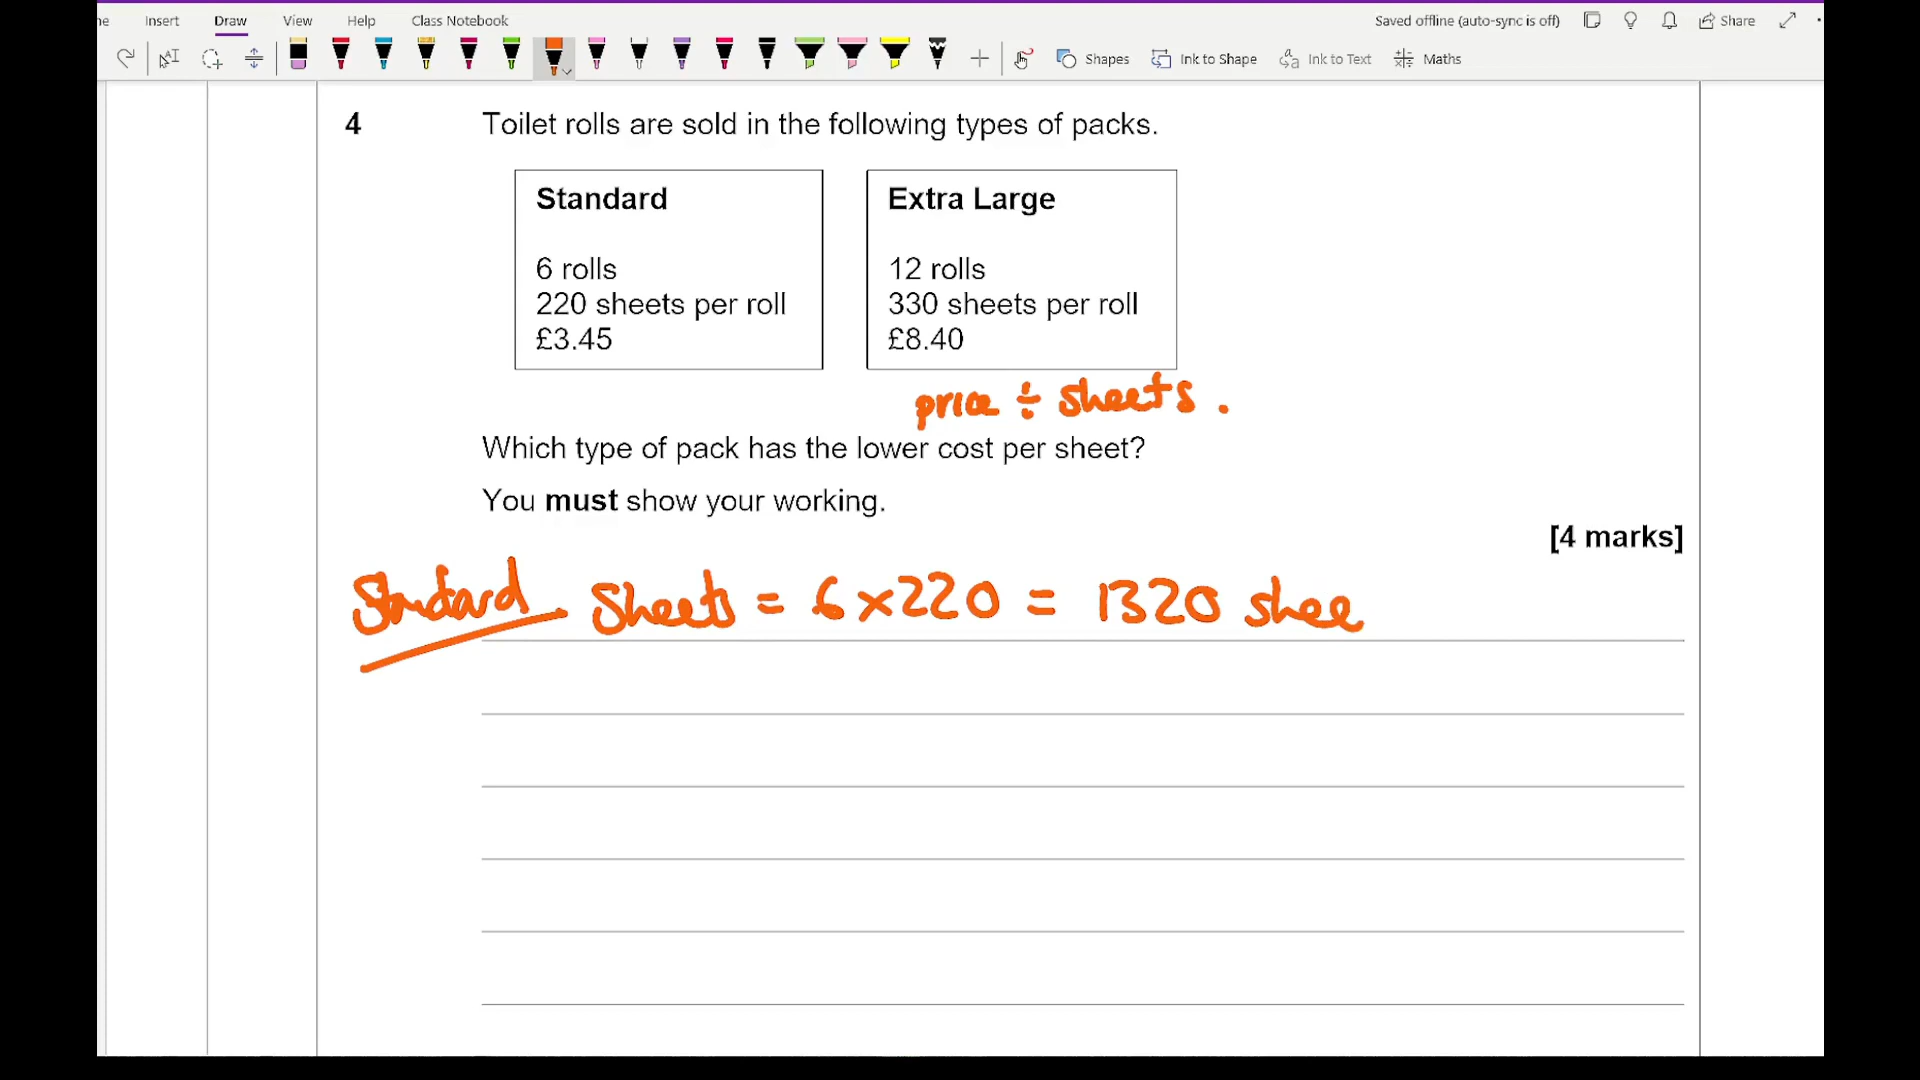 Insert Draw View Help Class Notebook Saved offline (auto-sync is off) Share
Shapes Ink to Shape Ink to Text Maths
4 Toilet rolls are sold in the following types of packs.
Standard
6 rolls
220 sheets per roll
£3.45
Extra Large
12 rolls
330 sheets per roll
£8.40
price ÷ sheets.
Which type of pack has the lower cost per sheet?
You must show your working.
[4 marks]
Standard. Sheets = 6 × 220 = 1320 shee